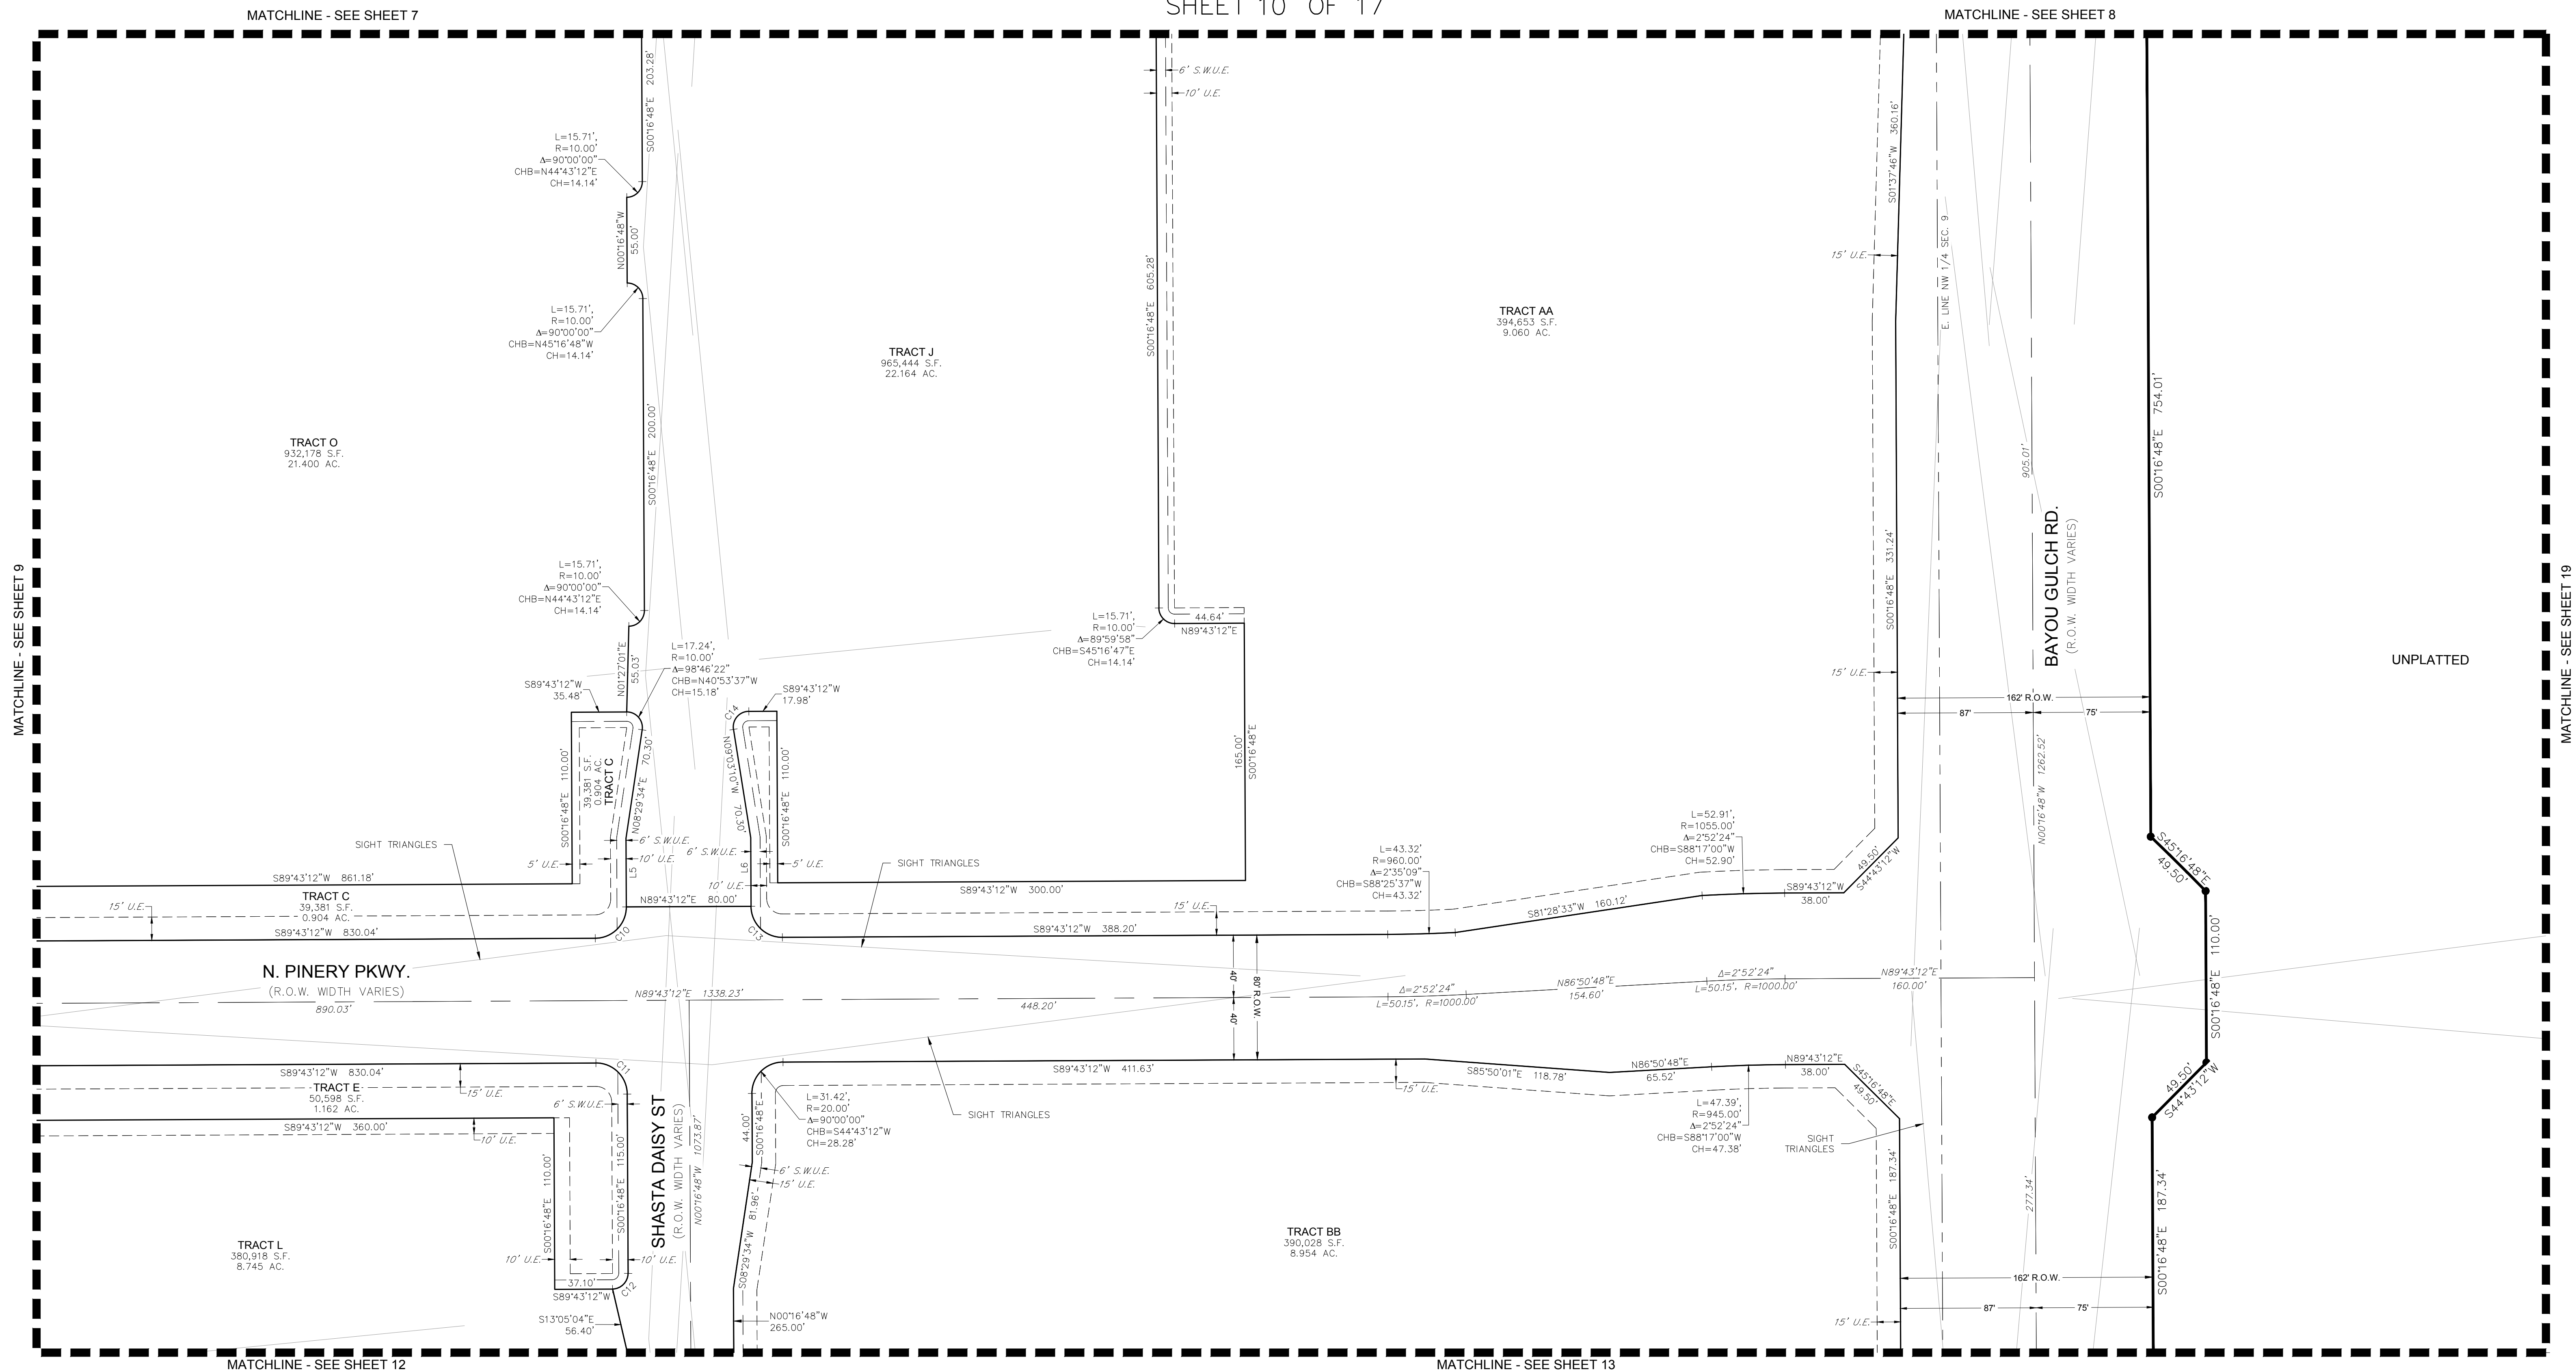 SHEET 10 OF 17
MATCHLINE - SEE SHEET 7
MATCHLINE - SEE SHEET 8
MATCHLINE - SEE SHEET 9
MATCHLINE - SEE SHEET 19
S00°16'48"E 203.28'
L=15.71',
R=10.00'
Δ=90°00'00"
CHB=N44°43'12"E
CH=14.14'
N00°16'48"W
55.00'
L=15.71',
R=10.00'
Δ=90°00'00"
CHB=N45°16'48"W
CH=14.14'
S00°16'48"E 200.00'
TRACT O
932,178 S.F.
21.400 AC.
L=15.71',
R=10.00'
Δ=90°00'00"
CHB=N44°43'12"E
CH=14.14'
N01°27'01"E
55.03'
L=17.24',
R=10.00'
Δ=98°46'22"
CHB=N40°53'37"W
CH=15.18'
TRACT J
965,444 S.F.
22.164 AC.
6' S.W.U.E.
10' U.E.
S00°16'48"E 605.28'
L=15.71',
R=10.00'
Δ=89°59'58"
CHB=S45°16'47"E
CH=14.14'
44.64'
N89°43'12"E
165.00'
S00°16'48"E
TRACT AA
394,653 S.F.
9.060 AC.
S01°37'46"W 360.16'
15' U.E.
S00°16'48"E 331.24'
15' U.E.
E. LINE NW 1/4 SEC. 9
905.01'
BAYOU GULCH RD.
(R.O.W. WIDTH VARIES)
S00°16'48"E 754.01'
UNPLATTED
162' R.O.W.
87'
75'
N00°16'48"W 1262.52'
S89°43'12"W
35.48'
S00°16'48"E 110.00'
39,381 S.F.
0.904 AC.
TRACT C
N08°29'34"E 70.30'
C14
S89°43'12"W
17.98'
N09°03'10"W 70.30'
S00°16'48"E 110.00'
6' S.W.U.E.
10' U.E.
5' U.E.
L5
6' S.W.U.E.
L6
10' U.E.
5' U.E.
SIGHT TRIANGLES
SIGHT TRIANGLES
S89°43'12"W 861.18'
TRACT C
39,381 S.F.
0.904 AC.
15' U.E.
S89°43'12"W 830.04'
C10
N89°43'12"E 80.00'
C13
S89°43'12"W 300.00'
15' U.E.
S89°43'12"W 388.20'
L=43.32'
R=960.00'
Δ=2°35'09"
CHB=S88°25'37"W
CH=43.32'
S81°28'33"W 160.12'
L=52.91',
R=1055.00'
Δ=2°52'24"
CHB=S88°17'00"W
CH=52.90'
S89°43'12"W
38.00'
49.50'
S44°43'12"W
S45°16'48"E
49.50'
S00°16'48"E 110.00'
49.50'
S44°43'12"W
N. PINERY PKWY.
(R.O.W. WIDTH VARIES)
890.03'
N89°43'12"E 1338.23'
448.20'
40'
40'
80' R.O.W.
Δ=2°52'24"
L=50.15', R=1000.00'
N86°50'48"E
154.60'
Δ=2°52'24"
L=50.15', R=1000.00'
N89°43'12"E
160.00'
S89°43'12"W 830.04'
C11
TRACT E
50,598 S.F.
1.162 AC.
15' U.E.
6' S.W.U.E.
S89°43'12"W 360.00'
10' U.E.
S00°16'48"E 110.00'
S00°16'48"E 115.00'
10' U.E.
10' U.E.
37.10'
S89°43'12"W
C12
S13°05'04"E
56.40'
TRACT L
380,918 S.F.
8.745 AC.
SHASTA DAISY ST
(R.O.W. WIDTH VARIES)
N00°16'48"W 1073.87'
44.00'
S00°16'48"E
L=31.42',
R=20.00'
Δ=90°00'00"
CHB=S44°43'12"W
CH=28.28'
6' S.W.U.E.
15' U.E.
S08°29'34"W 81.96'
N00°16'48"W
265.00'
SIGHT TRIANGLES
S89°43'12"W 411.63'
15' U.E.
S85°50'01"E 118.78'
N86°50'48"E
65.52'
N89°43'12"E
38.00'
S45°16'48"E
49.50'
L=47.39',
R=945.00'
Δ=2°52'24"
CHB=S88°17'00"W
CH=47.38'
SIGHT
TRIANGLES
S00°16'48"E 187.34'
TRACT BB
390,028 S.F.
8.954 AC.
277.34'
S00°16'48"E 187.34'
162' R.O.W.
87'
75'
15' U.E.
MATCHLINE - SEE SHEET 12
MATCHLINE - SEE SHEET 13